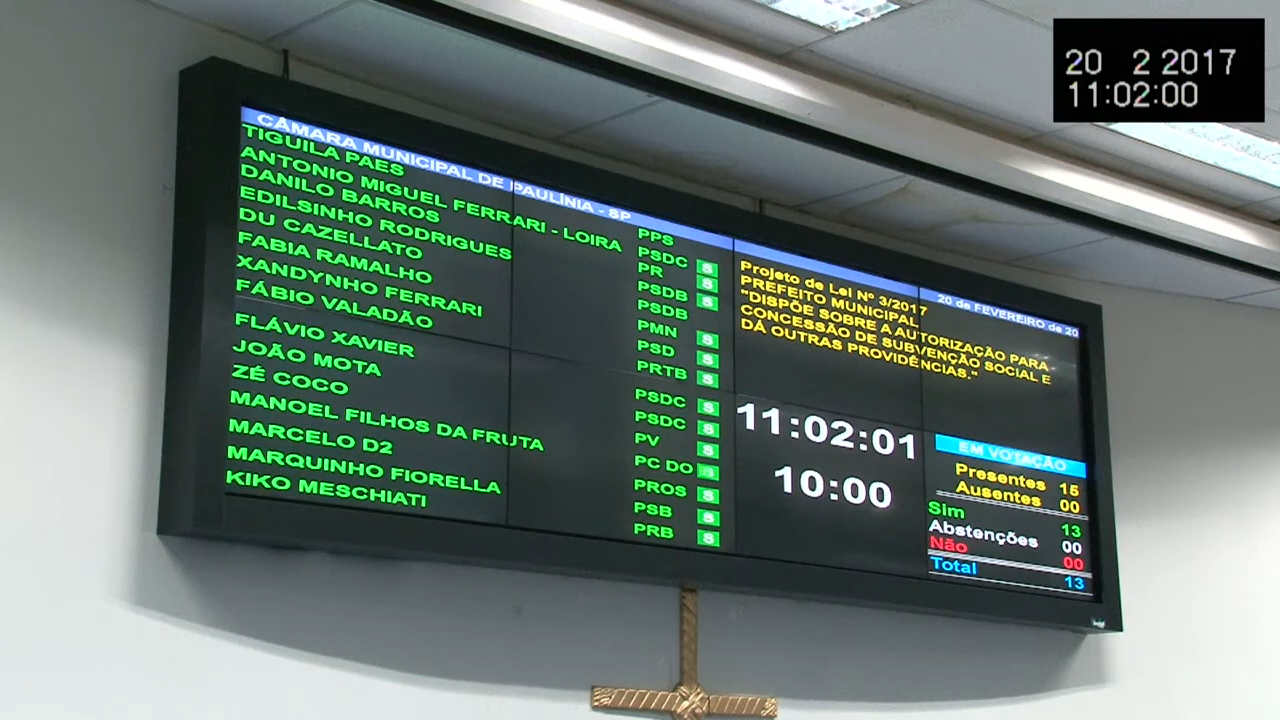 20 2 2017
11:02:00
CÂMARA MUNICIPAL DE PAULÍNIA - SP
20 de FEVEREIRO de 20
TIGUILA PAES PPS
ANTONIO MIGUEL FERRARI - LOIRA PSDC S
DANILO BARROS PR
EDILSINHO RODRIGUES PSDB S
DU CAZELLATO PSDB
FABIA RAMALHO PMN S
XANDYNHO FERRARI PSD S
FÁBIO VALADÃO PRTB S
FLÁVIO XAVIER PSDC S
JOÃO MOTA PSDC S
ZÉ COCO PV S
MANOEL FILHOS DA FRUTA PC DO S
MARCELO D2 PROS S
MARQUINHO FIORELLA PSB S
KIKO MESCHIATI PRB S
Projeto de Lei Nº 3/2017
PREFEITO MUNICIPAL
"DISPÕE SOBRE A AUTORIZAÇÃO PARA
CONCESSÃO DE SUBVENÇÃO SOCIAL E
DÁ OUTRAS PROVIDÊNCIAS."
11:02:01
10:00
EM VOTAÇÃO
Presentes 15
Ausentes 00
Sim 13
Abstenções 00
Não 00
Total 13